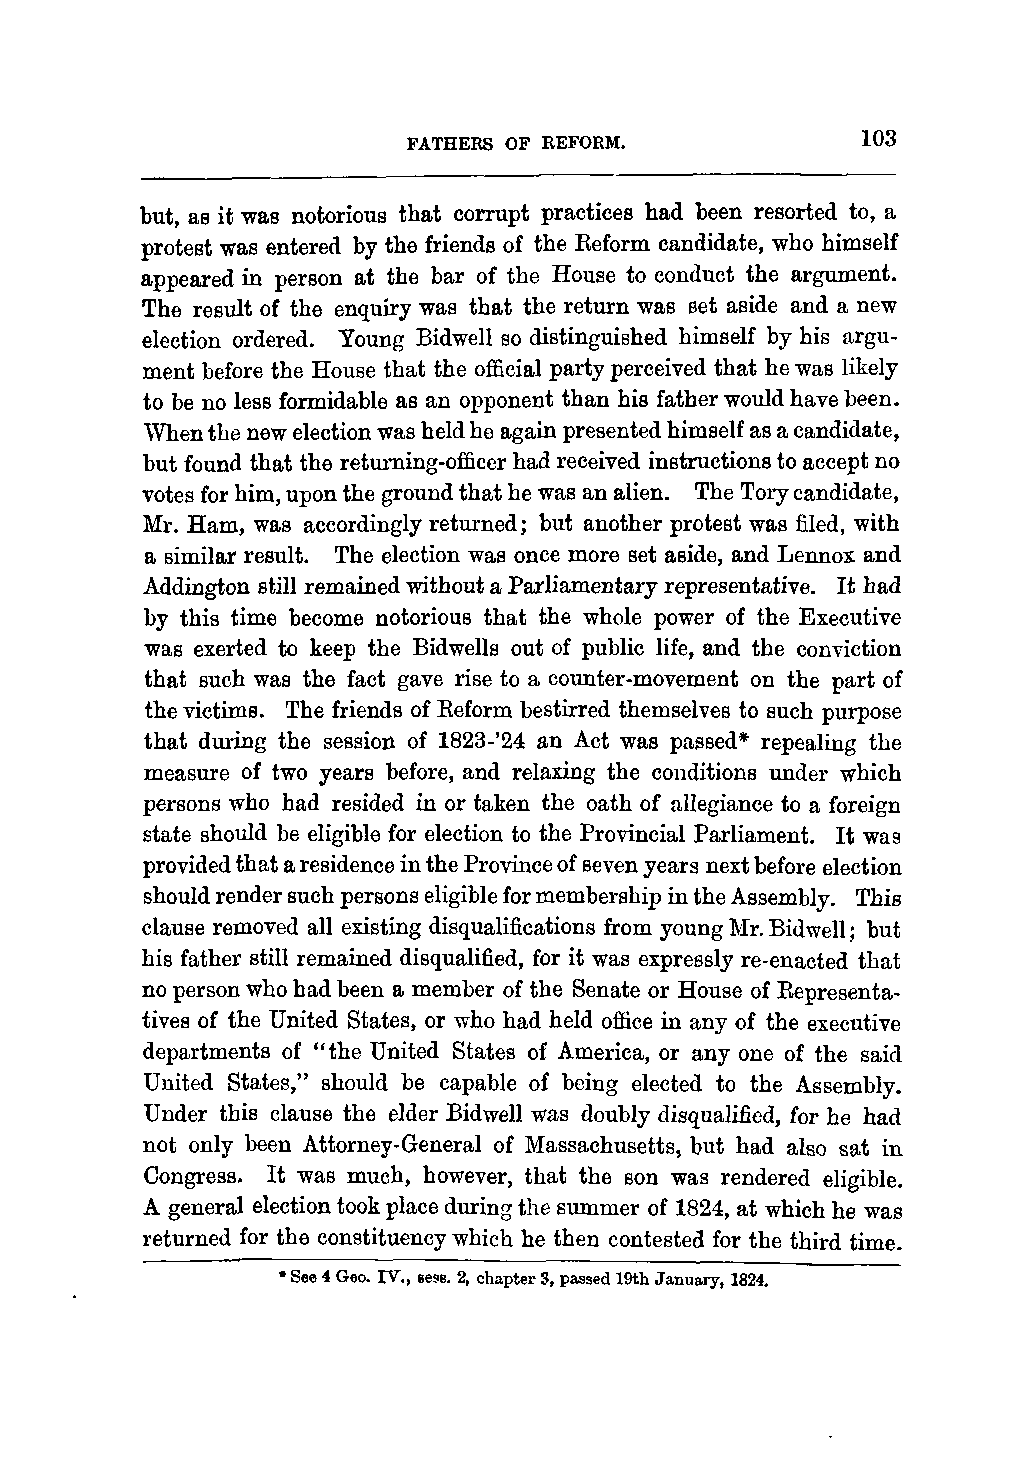 FATHERS OF REFORM. 103
but, as it was notorious that corrupt practices had been resorted to, a
protest was entered by the friends of the Reform candidate, who himself
appeared in person at the bar of the House to conduct the argument.
The result of the enquiry was that the return was set aside and a new
election ordered. Young Bidwell so distinguished himself by his argu-
ment before the House that the official party perceived that he was likely
to be no less formidable as an opponent than his father would have been.
When the new election was held he again presented himself as a candidate,
but found that the returning-officer had received instructions to accept no
votes for him, upon the ground that he was an alien. The Tory candidate,
Mr. Ham, was accordingly returned; but another protest was filed, with
a similar result. The election was once more set aside, and Lennox and
Addington still remained without a Parliamentary representative. It had
by this time become notorious that the whole power of the Executive
was exerted to keep the Bidwells out of public life, and the conviction
that such was the fact gave rise to a counter-movement on the part of
the victims. The friends of Reform bestirred themselves to such purpose
that during the session of 1823-'24 an Act was passed* repealing the
measure of two years before, and relaxing the conditions under which
persons who had resided in or taken the oath of allegiance to a foreign
state should be eligible for election to the Provincial Parliament. It was
provided that a residence in the Province of seven years next before election
should render such persons eligible for membership in the Assembly. This
clause removed all existing disqualifications from young Mr. Bidwell; but
his father still remained disqualified, for it was expressly re-enacted that
no person who had been a member of the Senate or House of Representa-
tives of the United States, or who had held office in any of the executive
departments of "the United States of America, or any one of the said
United States," should be capable of being elected to the Assembly.
Under this clause the elder Bidwell was doubly disqualified, for he had
not only been Attorney-General of Massachusetts, but had also sat in
Congress. It was much, however, that the son was rendered eligible.
A general election took place during the summer of 1824, at which he was
returned for the constituency which he then contested for the third time.
* See 4 Geo. IV., sess. 2, chapter 3, passed 19th January, 1824.